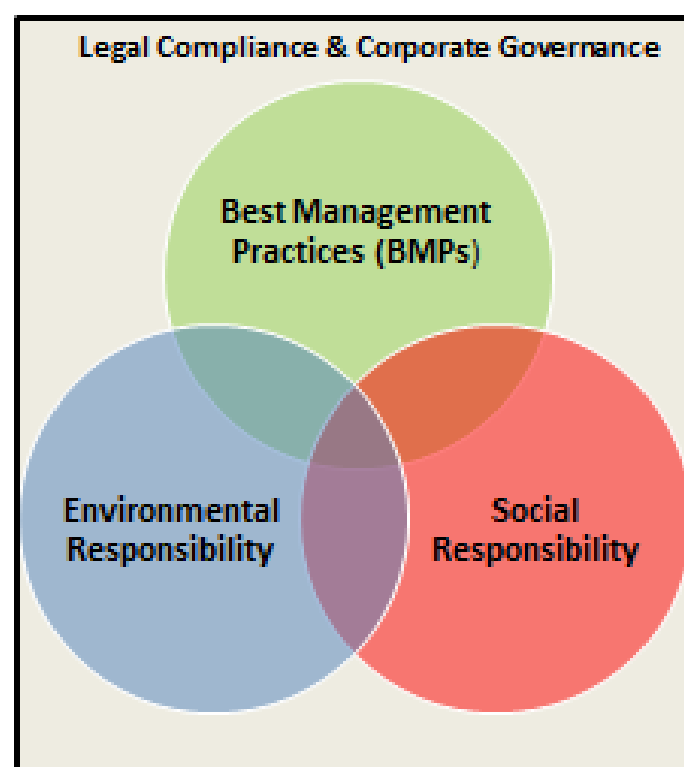 Legal Compliance & Corporate Governance
Best Management
Practices (BMPs)
Environmental
Responsibility
Social
Responsibility